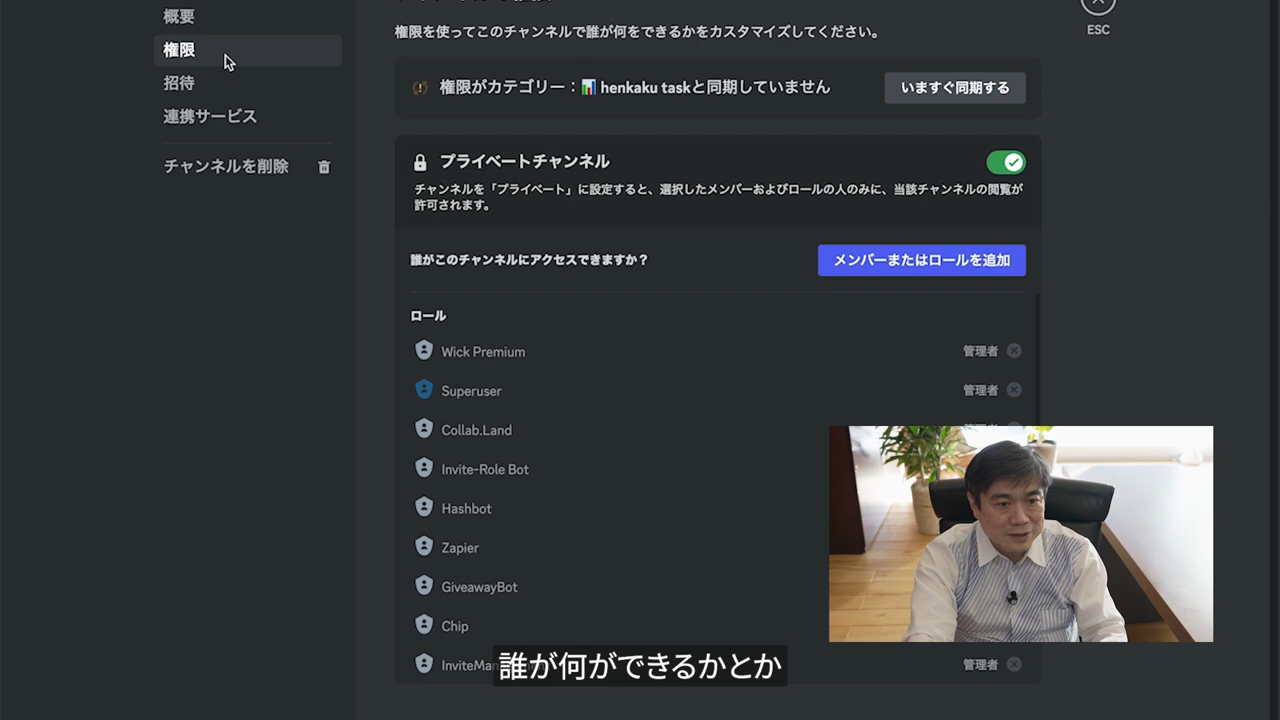 概要
権限
招待
連携サービス
チャンネルを削除
権限を使ってこのチャンネルで誰が何をできるかをカスタマイズしてください。
ESC
権限がカテゴリー：📊 henkaku taskと同期していません
いますぐ同期する
プライベートチャンネル
チャンネルを「プライベート」に設定すると、選択したメンバーおよびロールの人のみに、当該チャンネルの閲覧が
許可されます。
誰がこのチャンネルにアクセスできますか？
メンバーまたはロールを追加
ロール
Wick Premium 管理者
Superuser 管理者
Collab.Land
Invite-Role Bot
Hashbot
Zapier
GiveawayBot
Chip
InviteMan 管理者
誰が何ができるかとか